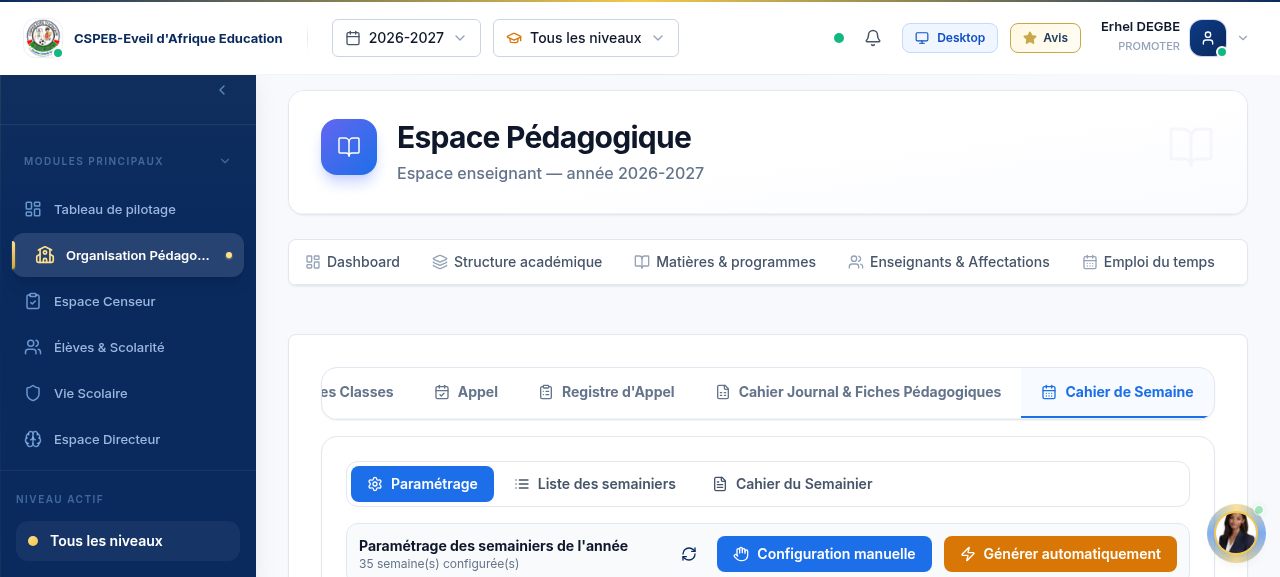 CSPEB-Eveil d'Afrique Education
2026-2027
Tous les niveaux
Desktop
Avis
Erhel DEGBE
PROMOTER
MODULES PRINCIPAUX
Tableau de pilotage
Organisation Pédago...
Espace Censeur
Élèves & Scolarité
Vie Scolaire
Espace Directeur
NIVEAU ACTIF
Tous les niveaux
Espace Pédagogique
Espace enseignant — année 2026-2027
Dashboard
Structure académique
Matières & programmes
Enseignants & Affectations
Emploi du temps
es Classes
Appel
Registre d'Appel
Cahier Journal & Fiches Pédagogiques
Cahier de Semaine
Paramétrage
Liste des semainiers
Cahier du Semainier
Paramétrage des semainiers de l'année
35 semaine(s) configurée(s)
Configuration manuelle
Générer automatiquement